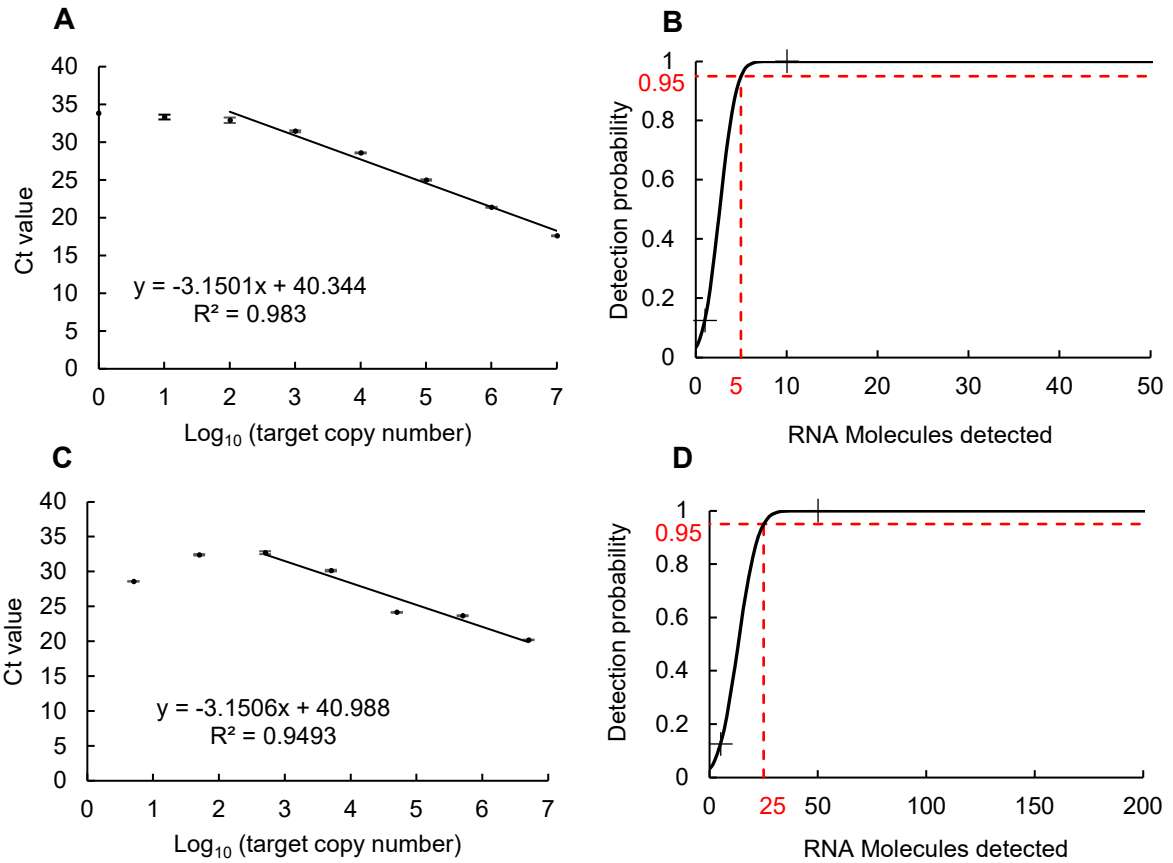 A
40
35
30
25
20
15
10
5
0
Ct value
y = -3.1501x + 40.344
R² = 0.983
0 1 2 3 4 5 6 7
Log₁₀ (target copy number)
B
1
0.95
0.8
0.6
0.4
0.2
0
Detection probability
0 5 10 20 30 40 50
RNA Molecules detected
C
40
35
30
25
20
15
10
5
0
Ct value
y = -3.1506x + 40.988
R² = 0.9493
0 1 2 3 4 5 6 7
Log₁₀ (target copy number)
D
1
0.95
0.8
0.6
0.4
0.2
0
Detection probability
0 25 50 100 150 200
RNA Molecules detected